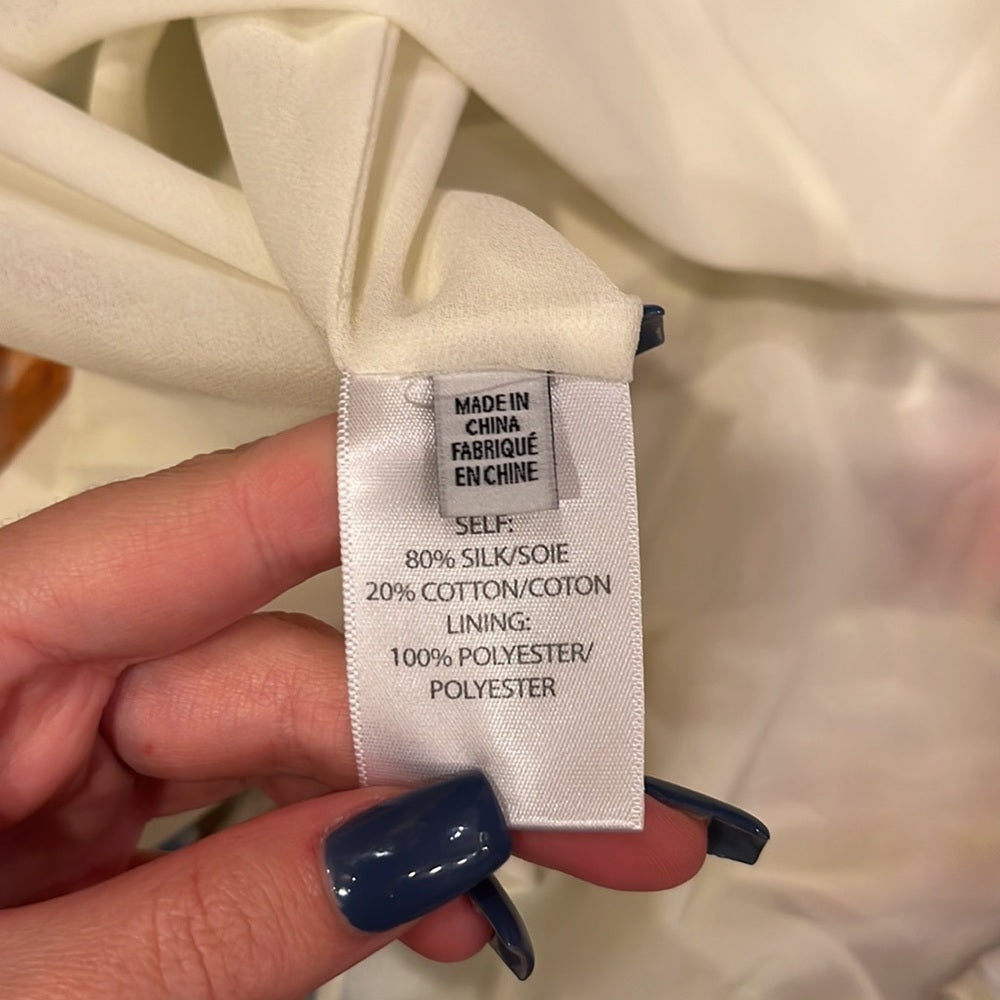 MADE IN
CHINA
FABRIQUÉ
EN CHINE
SELF:
80% SILK/SOIE
20% COTTON/COTON
LINING:
100% POLYESTER/
POLYESTER